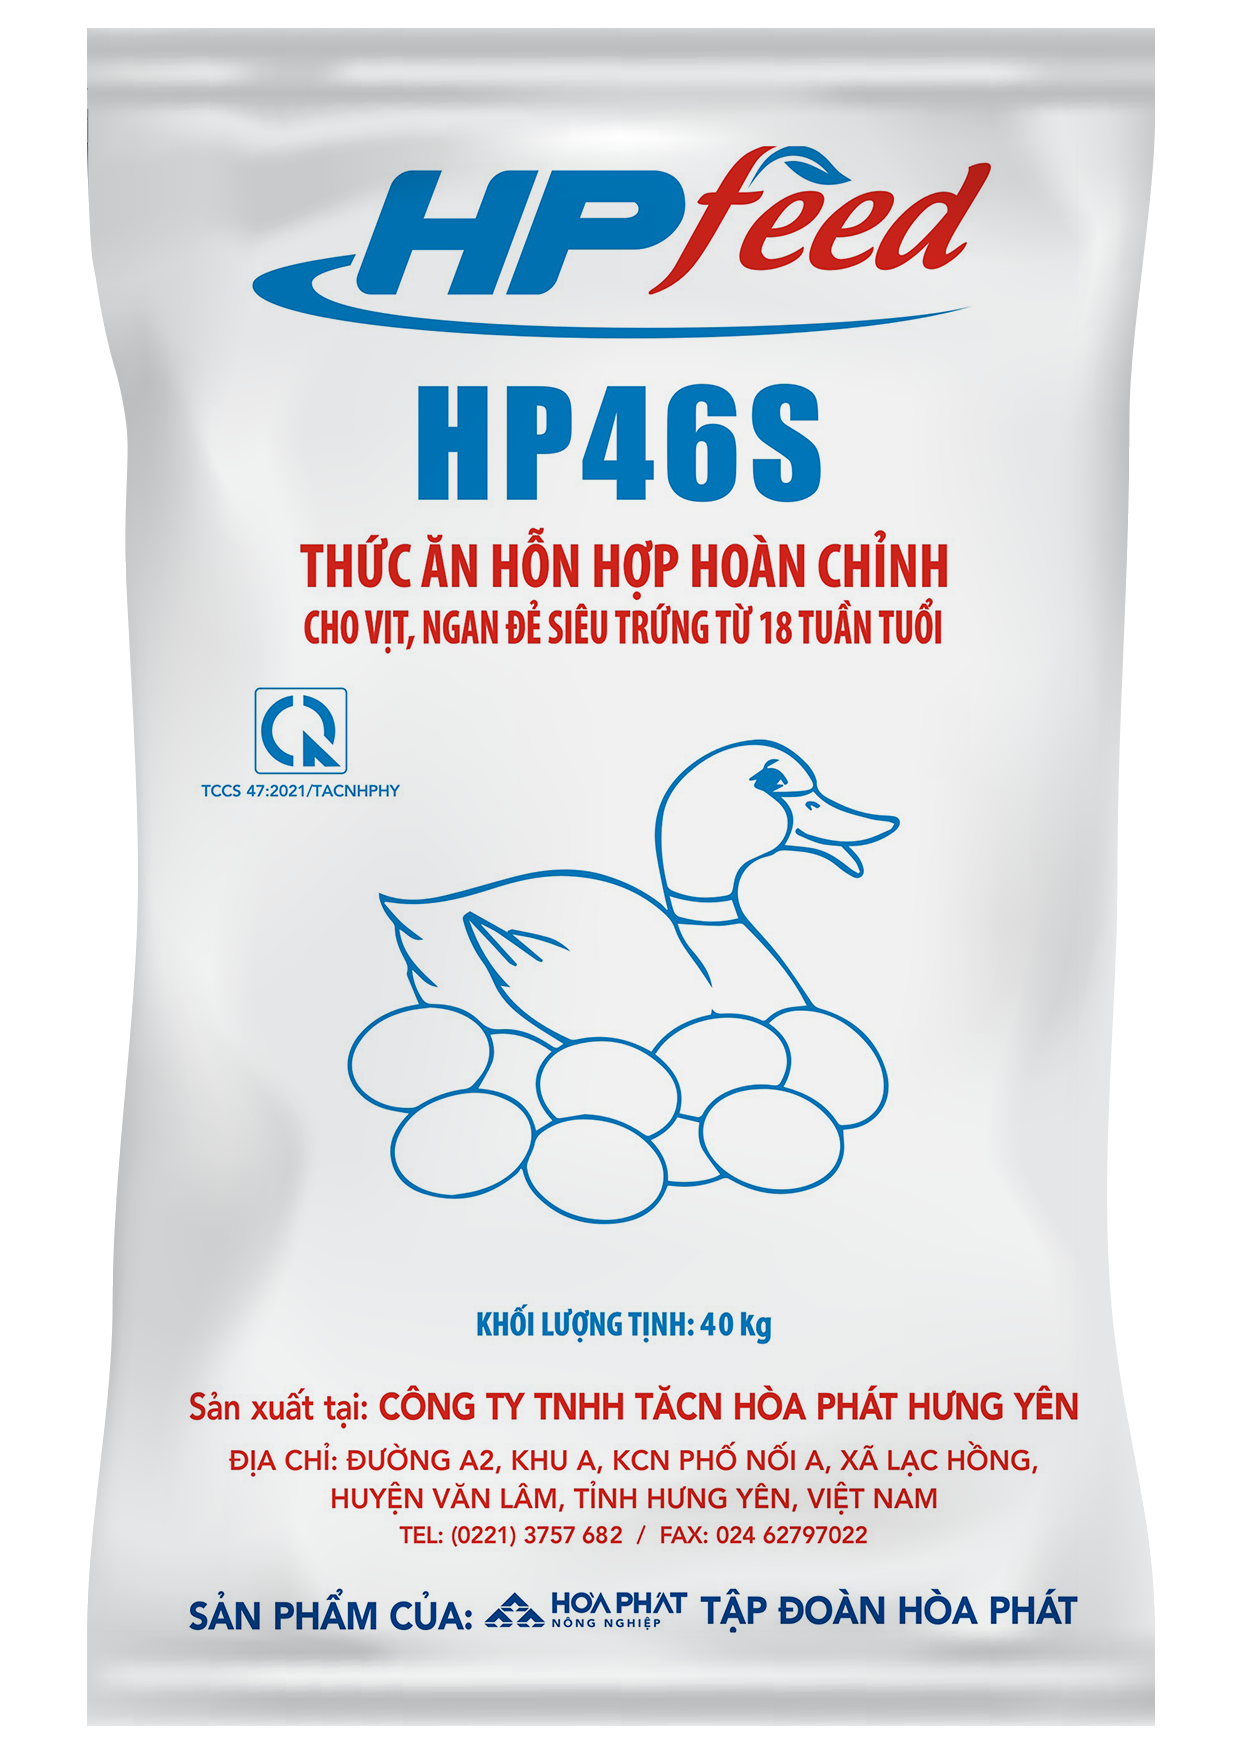 HPfeed
HP46S
THỨC ĂN HỖN HỢP HOÀN CHỈNH
CHO VỊT, NGAN ĐẺ SIÊU TRỨNG TỪ 18 TUẦN TUỔI
TCCS 47:2021/TACNHPHY
KHỐI LƯỢNG TỊNH: 40 kg
Sản xuất tại: CÔNG TY TNHH TĂCN HÒA PHÁT HƯNG YÊN
ĐỊA CHỈ: ĐƯỜNG A2, KHU A, KCN PHỐ NỐI A, XÃ LẠC HỒNG,
HUYỆN VĂN LÂM, TỈNH HƯNG YÊN, VIỆT NAM
TEL: (0221) 3757 682 / FAX: 024 62797022
SẢN PHẨM CỦA: HÒA PHÁT NÔNG NGHIỆP TẬP ĐOÀN HÒA PHÁT